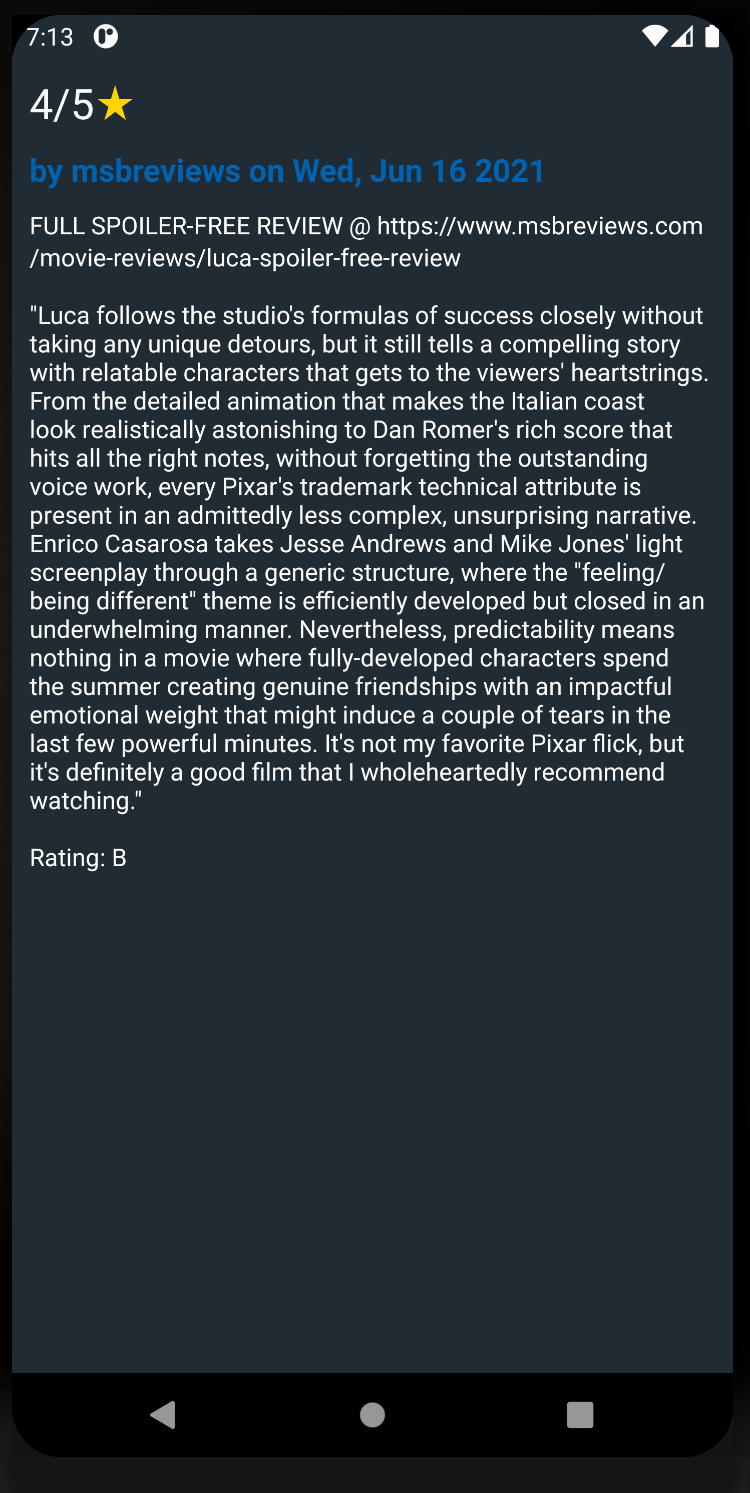 7:13
4/5★
by msbreviews on Wed, Jun 16 2021
FULL SPOILER-FREE REVIEW @ https://www.msbreviews.com
/movie-reviews/luca-spoiler-free-review
"Luca follows the studio's formulas of success closely without
taking any unique detours, but it still tells a compelling story
with relatable characters that gets to the viewers' heartstrings.
From the detailed animation that makes the Italian coast
look realistically astonishing to Dan Romer's rich score that
hits all the right notes, without forgetting the outstanding
voice work, every Pixar's trademark technical attribute is
present in an admittedly less complex, unsurprising narrative.
Enrico Casarosa takes Jesse Andrews and Mike Jones' light
screenplay through a generic structure, where the "feeling/
being different" theme is efficiently developed but closed in an
underwhelming manner. Nevertheless, predictability means
nothing in a movie where fully-developed characters spend
the summer creating genuine friendships with an impactful
emotional weight that might induce a couple of tears in the
last few powerful minutes. It's not my favorite Pixar flick, but
it's definitely a good film that I wholeheartedly recommend
watching."
Rating: B